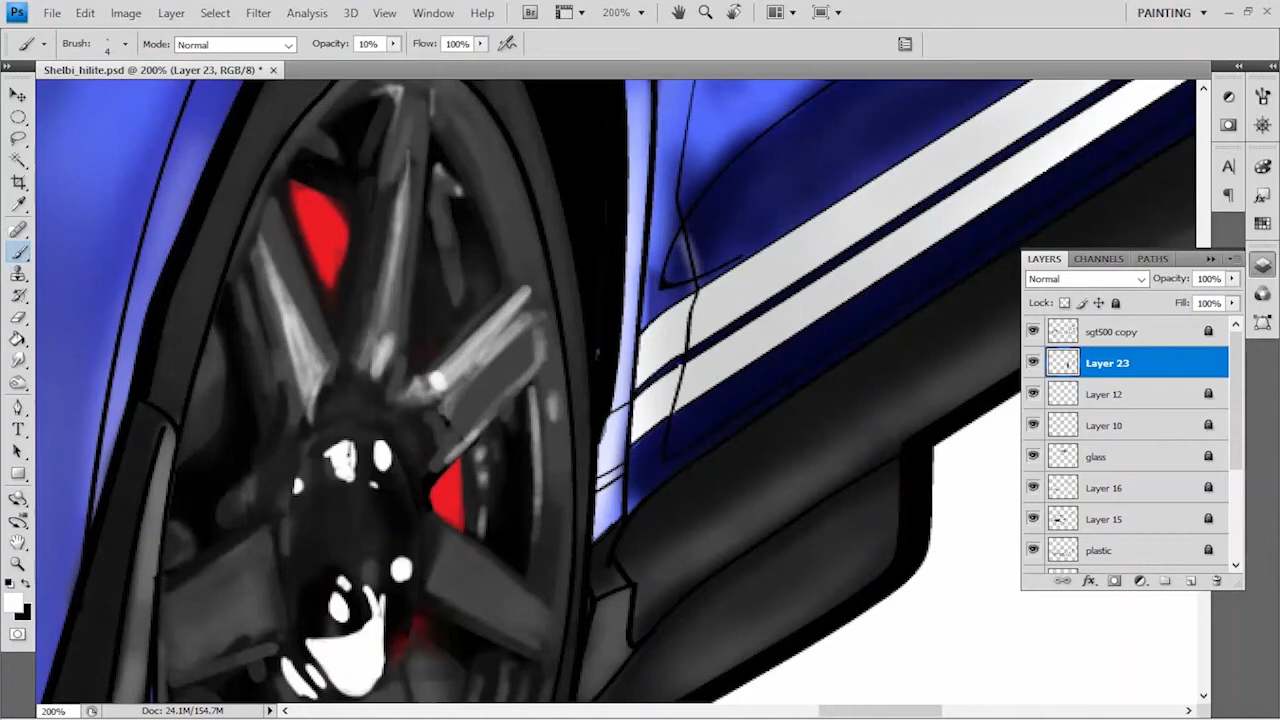 Ps File Edit Image Layer Select Filter Analysis 3D View Window Help Br 200% PAINTING
Brush: 4 Mode: Normal Opacity: 10% Flow: 100%
Shelbi_hilite.psd @ 200% (Layer 23, RGB/8) *
LAYERS CHANNELS PATHS
Normal Opacity: 100%
Lock: Fill: 100%
sgt500 copy
Layer 23
Layer 12
Layer 10
glass
Layer 16
Layer 15
plastic
200% Doc: 24.1M/154.7M